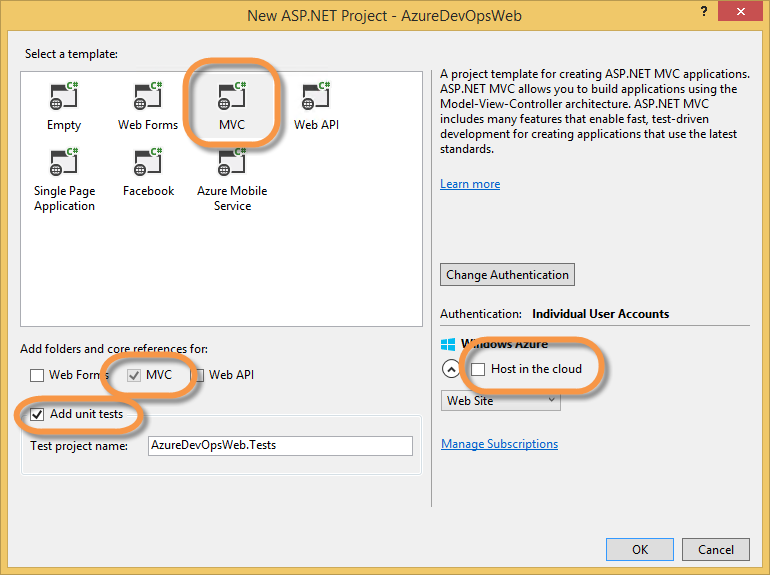 New ASP.NET Project - AzureDevOpsWeb
?
Select a template:
C#
C#
C#
C#
Empty
Web Forms
MVC
Web API
C#
C#
C#
Single Page
Application
Facebook
Azure Mobile
Service
A project template for creating ASP.NET MVC applications.
ASP.NET MVC allows you to build applications using the
Model-View-Controller architecture. ASP.NET MVC
includes many features that enable fast, test-driven
development for creating applications that use the latest
standards.
Learn more
Change Authentication
Authentication: Individual User Accounts
Windows Azure
Host in the cloud
Web Site
Manage Subscriptions
Add folders and core references for:
Web Forms
MVC
Web API
Add unit tests
Test project name:
AzureDevOpsWeb.Tests
OK
Cancel